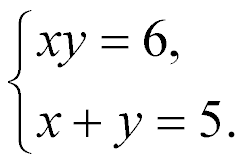 xy = 6,
x + y = 5.